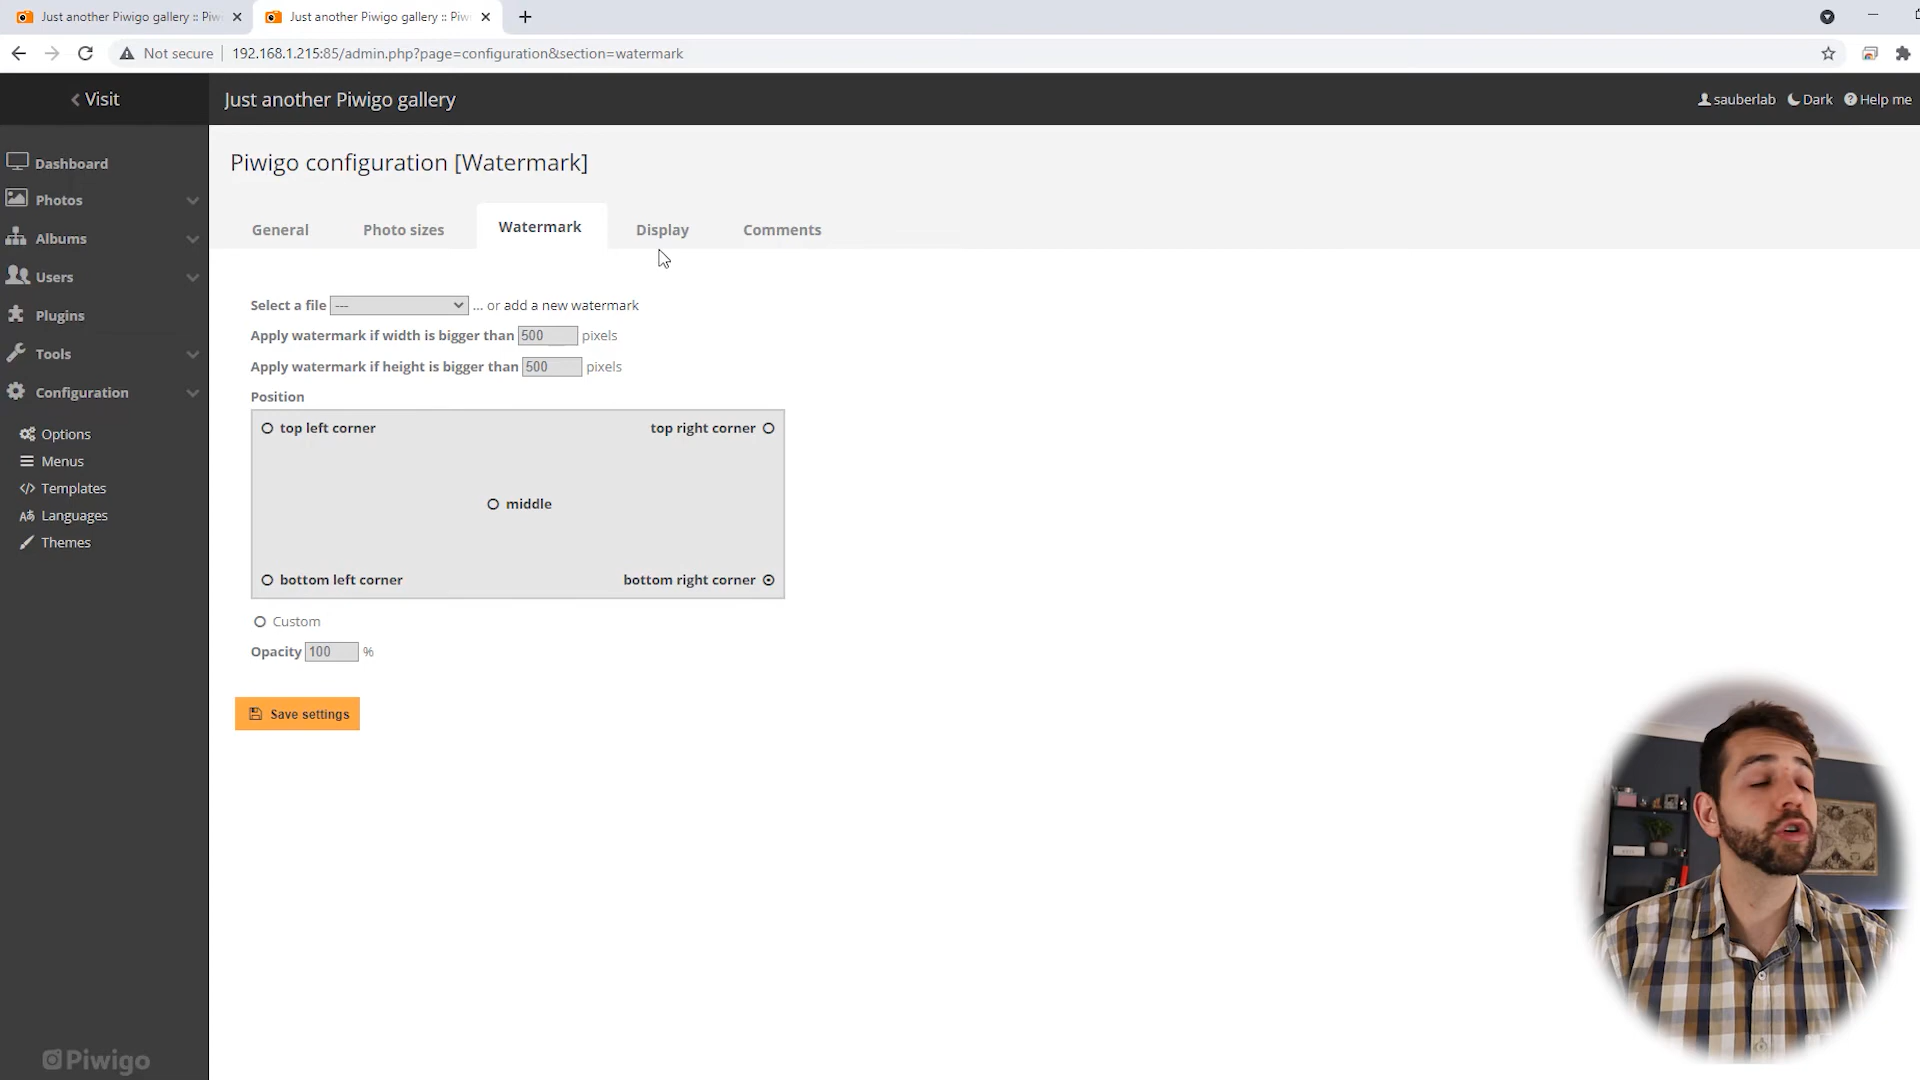 Just another Piwigo gallery :: Piw
Just another Piwigo gallery :: Piw
Not secure 192.168.1.215:85/admin.php?page=configuration&section=watermark
Visit
Just another Piwigo gallery
sauberlab Dark Help me
Dashboard
Photos
Albums
Users
Plugins
Tools
Configuration
Options
Menus
Templates
Languages
Themes
Piwigo
Piwigo configuration [Watermark]
General Photo sizes Watermark Display Comments
Select a file --- ... or add a new watermark
Apply watermark if width is bigger than 500 pixels
Apply watermark if height is bigger than 500 pixels
Position
top left corner top right corner
middle
bottom left corner bottom right corner
Custom
Opacity 100 %
Save settings